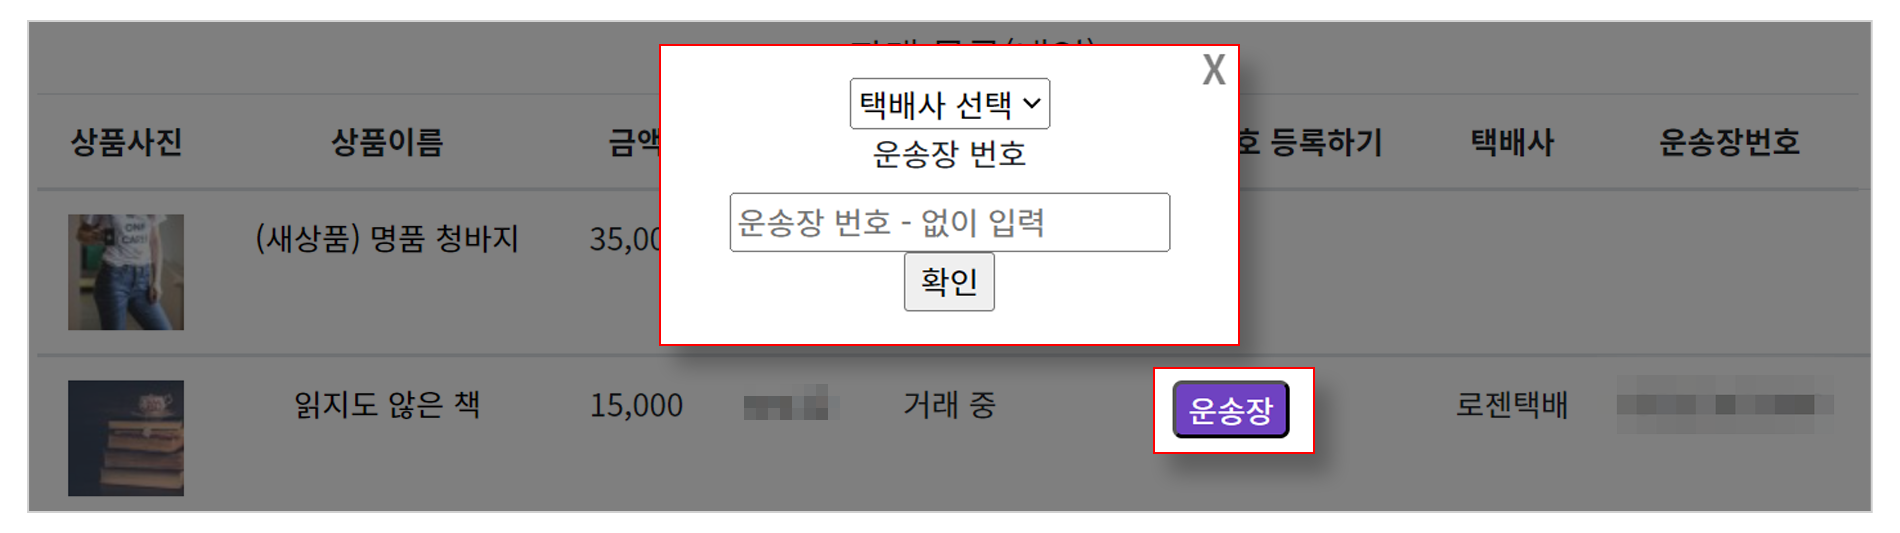 X
택배사 선택
상품사진 상품이름 금액 호 등록하기 택배사 운송장번호
운송장 번호
(새상품) 명품 청바지 35,00
운송장 번호 - 없이 입력
확인
읽지도 않은 책 15,000 거래 중 운송장 로젠택배